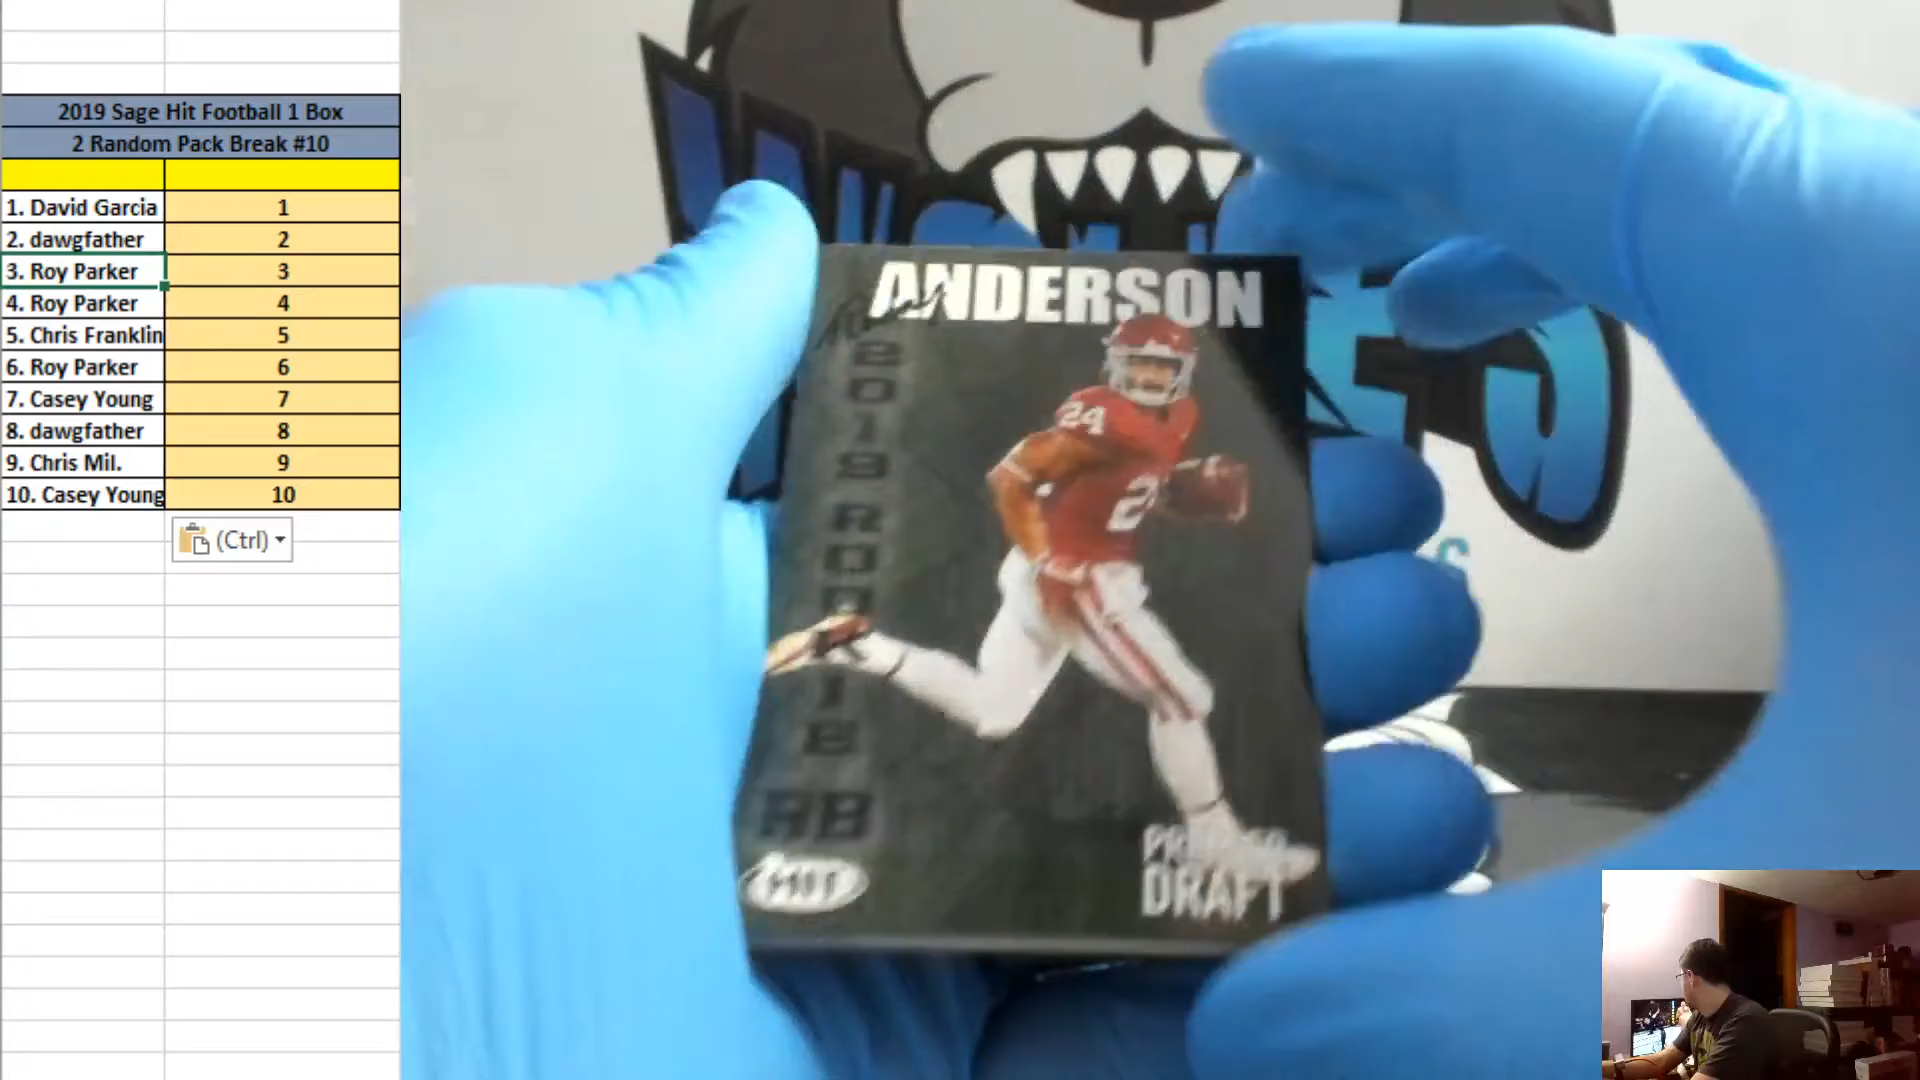 2019 Sage Hit Football 1 Box
2 Random Pack Break #10
1. David Garcia 1
2. dawgfather 2
3. Roy Parker 3
4. Roy Parker 4
5. Chris Franklin 5
6. Roy Parker 6
7. Casey Young 7
8. dawgfather 8
9. Chris Mil. 9
10. Casey Young 10
(Ctrl)
ANDERSON
2019 ROOKIE
24
2
RB
HIT
DRAFT